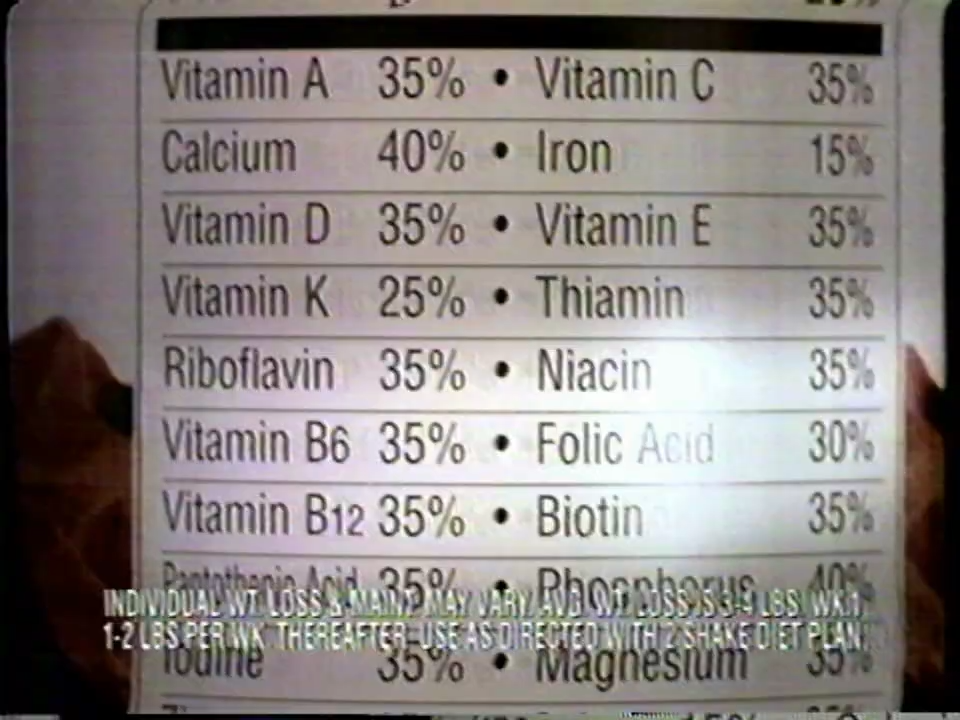 Vitamin A 35% • Vitamin C 35%
Calcium 40% • Iron 15%
Vitamin D 35% • Vitamin E 35%
Vitamin K 25% • Thiamin 35%
Riboflavin 35% • Niacin 35%
Vitamin B6 35% • Folic Acid 30%
Vitamin B12 35% • Biotin 35%
Pantothenic Acid 35% • Phosphorus 40%
INDIVIDUAL WT. LOSS & MAINT. MAY VARY. AVG. WT. LOSS IS 3-4 LBS. WK. 1,
1-2 LBS. PER WK. THEREAFTER. USE AS DIRECTED WITH 2 SHAKE DIET PLAN.
Iodine 35% • Magnesium 35%